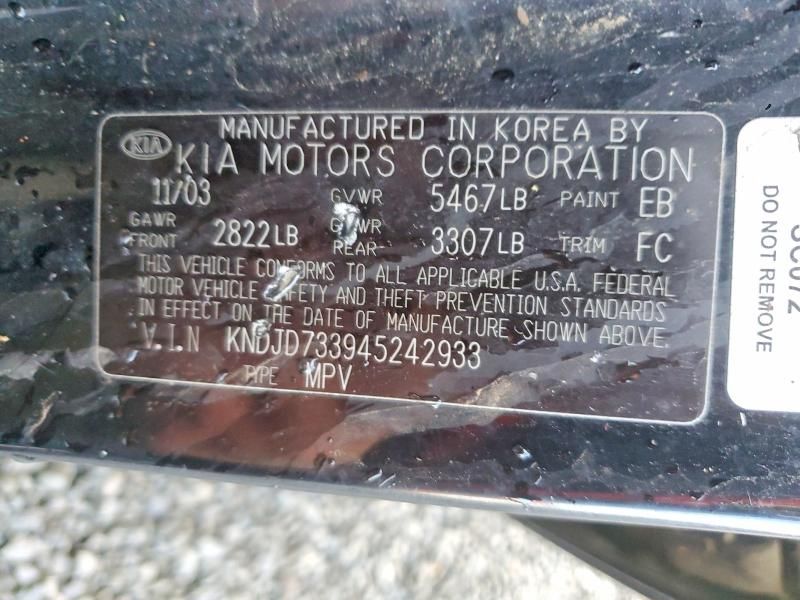 MANUFACTURED IN KOREA BY
KIA KIA MOTORS CORPORATION
11/03 GVWR 5467LB PAINT EB
GAWR FRONT 2822LB REAR 3307LB TRIM FC
THIS VEHICLE CONFORMS TO ALL APPLICABLE U.S.A. FEDERAL
MOTOR VEHICLE SAFETY AND THEFT PREVENTION STANDARDS
IN EFFECT ON THE DATE OF MANUFACTURE SHOWN ABOVE.
V.I.N KNDJD733945242933
TYPE MPV
DO NOT REMOVE